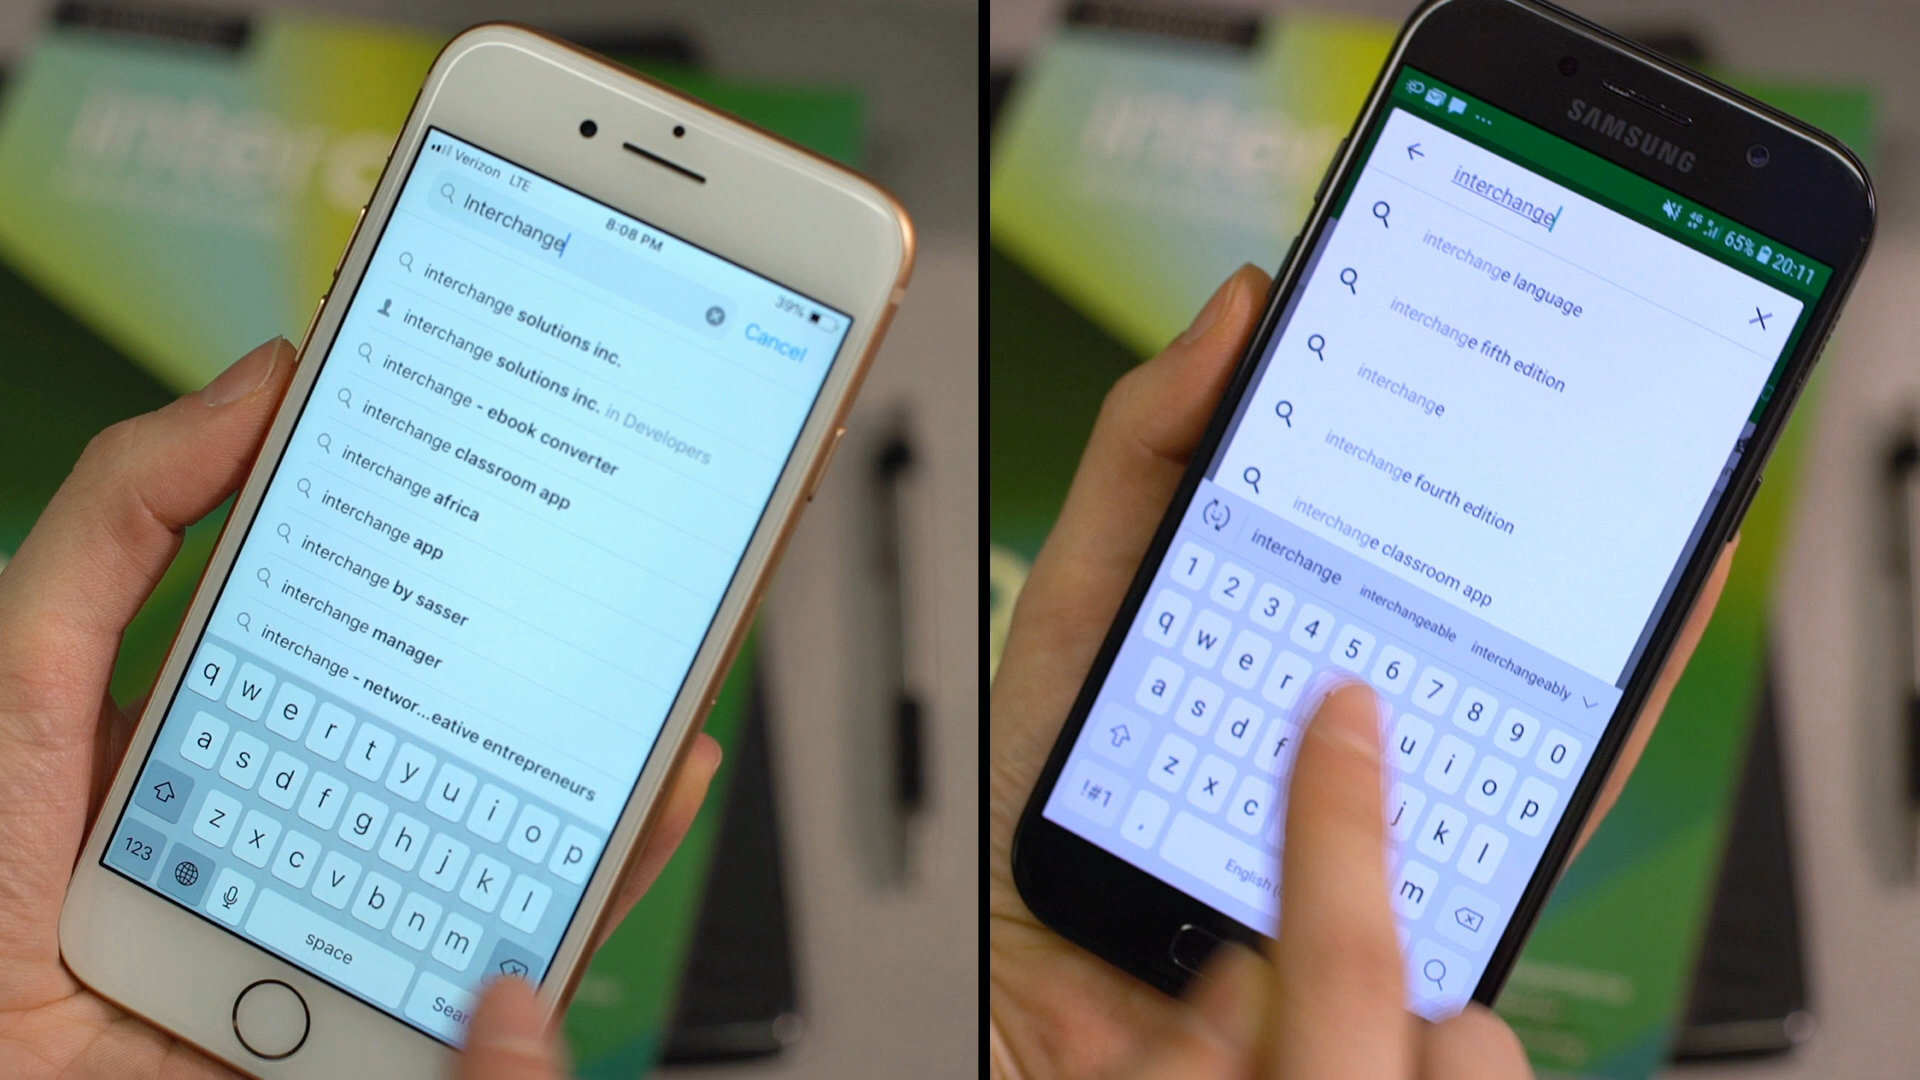 Verizon LTE
8:08 PM
39%
Interchange
Cancel
interchange solutions inc.
interchange solutions inc. in Developers
interchange - ebook converter
interchange classroom app
interchange africa
interchange app
interchange by sasser
interchange manager
interchange - networ...eative entrepreneurs
q w e r t y u i o p
a s d f g h j k l
z x c v b n m
123
space
SAMSUNG
4G 65% 20:11
interchange
interchange language
interchange fifth edition
interchange
interchange fourth edition
interchange classroom app
interchange interchangeable interchangeably
1 2 3 4 5 6 7 8 9 0
q w e r u i o p
a s d f j k l
z x c m
!#1 ,
English